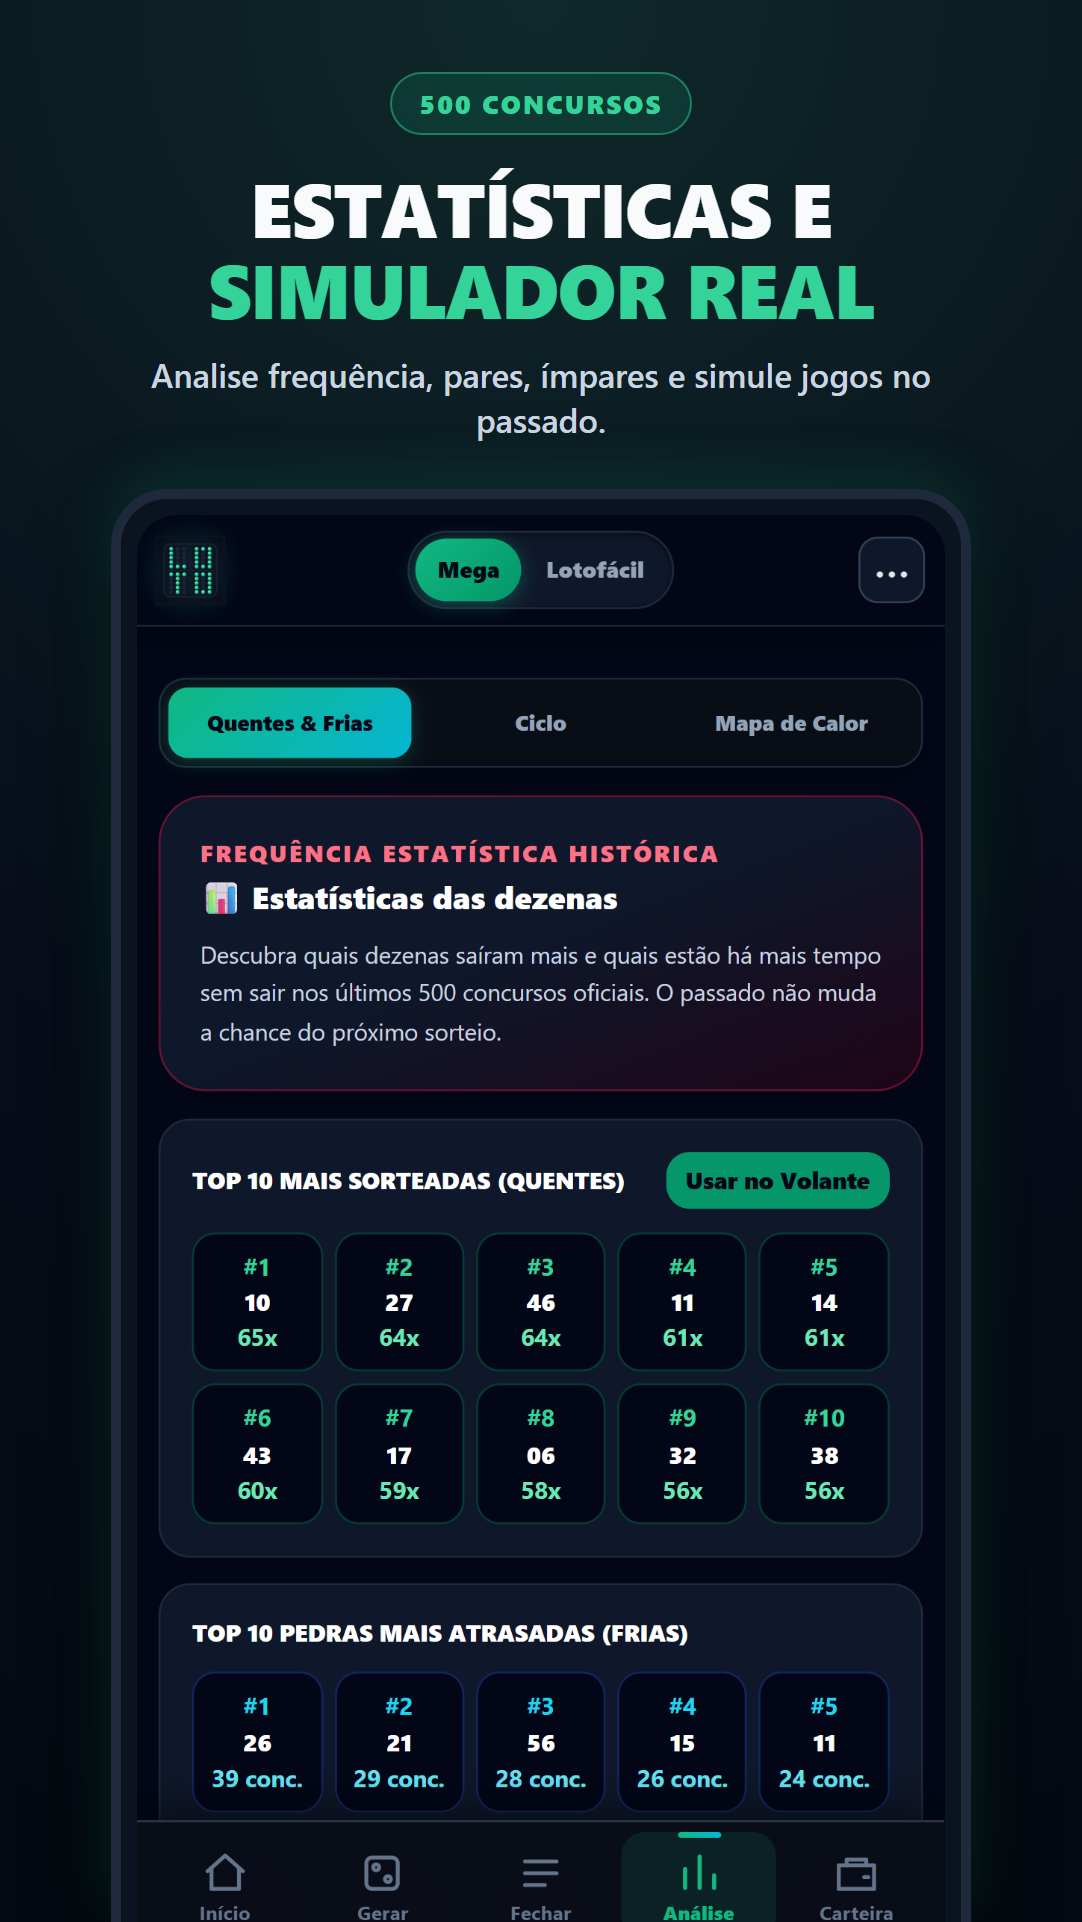 500 CONCURSOS
ESTATÍSTICAS E
SIMULADOR REAL
Analise frequência, pares, ímpares e simule jogos no
passado.
Mega
Lotofácil
...
Quentes & Frias
Ciclo
Mapa de Calor
FREQUÊNCIA ESTATÍSTICA HISTÓRICA
Estatísticas das dezenas
Descubra quais dezenas saíram mais e quais estão há mais tempo
sem sair nos últimos 500 concursos oficiais. O passado não muda
a chance do próximo sorteio.
TOP 10 MAIS SORTEADAS (QUENTES)
Usar no Volante
#1
10
65x
#2
27
64x
#3
46
64x
#4
11
61x
#5
14
61x
#6
43
60x
#7
17
59x
#8
06
58x
#9
32
56x
#10
38
56x
TOP 10 PEDRAS MAIS ATRASADAS (FRIAS)
#1
26
39 conc.
#2
21
29 conc.
#3
56
28 conc.
#4
15
26 conc.
#5
11
24 conc.
Início
Gerar
Fechar
Análise
Carteira